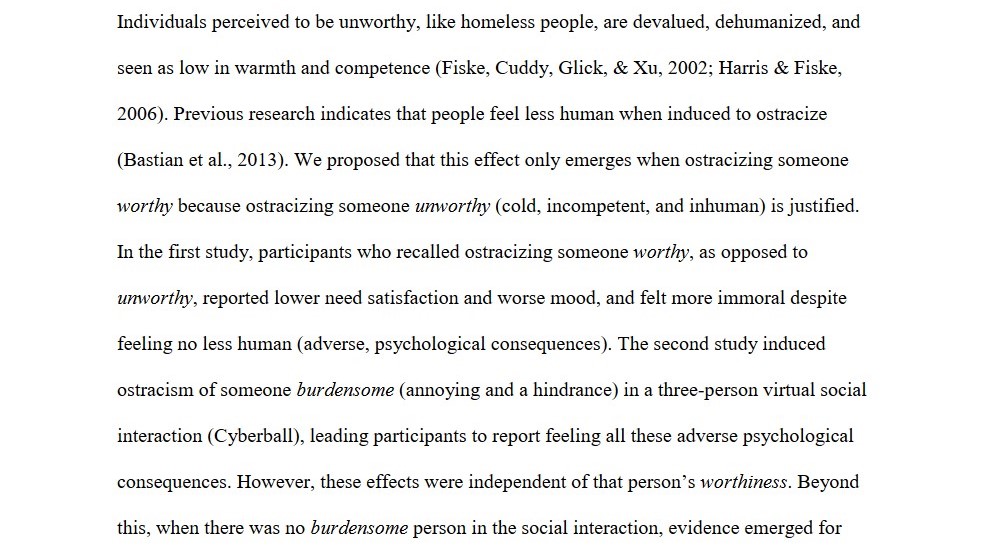 Individuals perceived to be unworthy, like homeless people, are devalued, dehumanized, and
seen as low in warmth and competence (Fiske, Cuddy, Glick, & Xu, 2002; Harris & Fiske,
2006). Previous research indicates that people feel less human when induced to ostracize
(Bastian et al., 2013). We proposed that this effect only emerges when ostracizing someone
worthy because ostracizing someone unworthy (cold, incompetent, and inhuman) is justified.
In the first study, participants who recalled ostracizing someone worthy, as opposed to
unworthy, reported lower need satisfaction and worse mood, and felt more immoral despite
feeling no less human (adverse, psychological consequences). The second study induced
ostracism of someone burdensome (annoying and a hindrance) in a three-person virtual social
interaction (Cyberball), leading participants to report feeling all these adverse psychological
consequences. However, these effects were independent of that person’s worthiness. Beyond
this, when there was no burdensome person in the social interaction, evidence emerged for